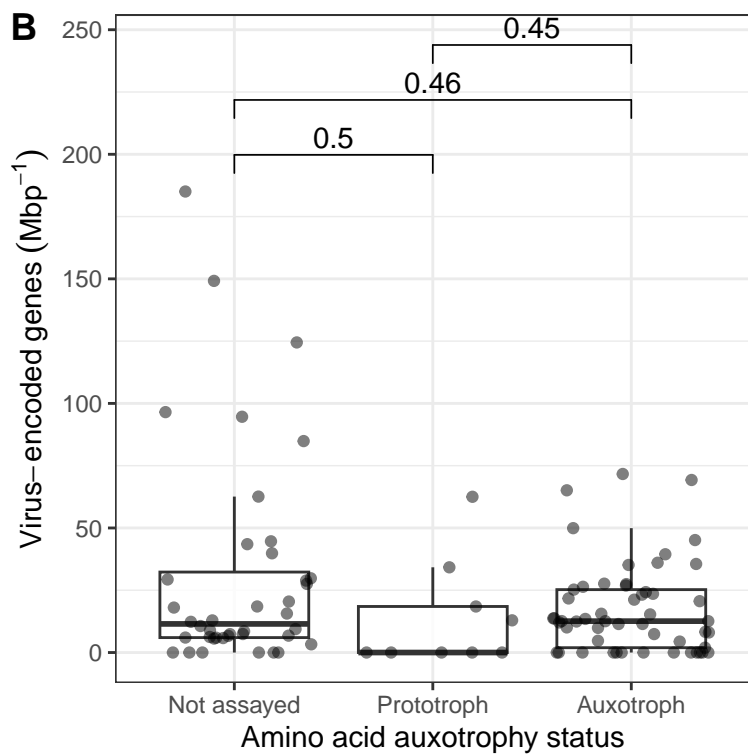 B
250
200
150
100
50
0
Virus−encoded genes (Mbp⁻¹)
0.45
0.46
0.5
Not assayed Prototroph Auxotroph
Amino acid auxotrophy status